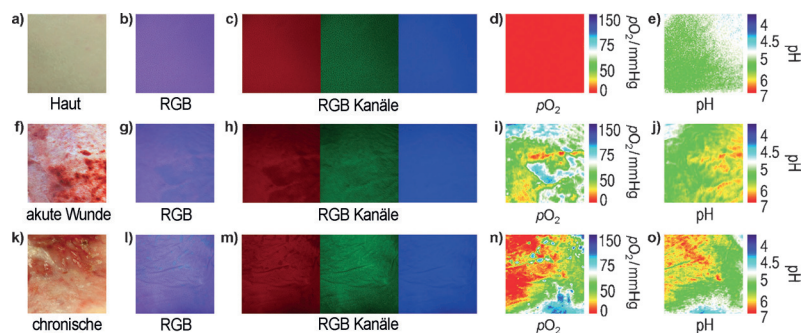 a) b) c) d) e)
150 75 50 25 0 pO2/mmHg
4 4.5 5 6 7 pH
Haut RGB RGB Kanäle pO2 pH
f) g) h) i) j)
150 75 50 25 0 pO2/mmHg
4 4.5 5 6 7 pH
akute Wunde RGB RGB Kanäle pO2 pH
k) l) m) n) o)
150 75 50 25 0 pO2/mmHg
4 4.5 5 6 7 pH
chronische RGB RGB Kanäle pO2 pH